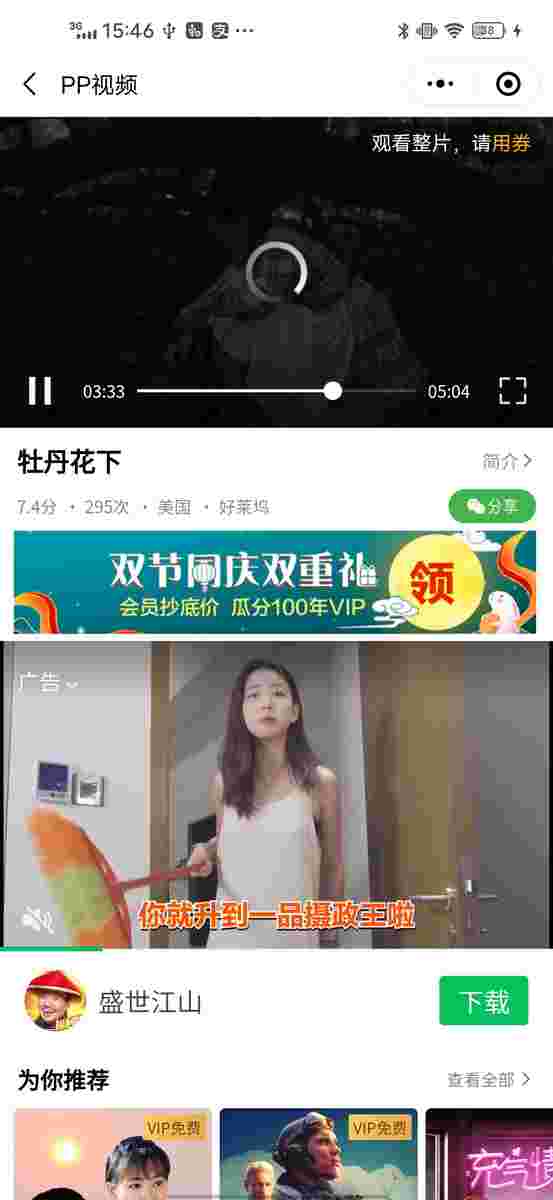 3G 15:46
PP视频
观看整片，请用券
03:33 05:04
牡丹花下 简介
7.4分 · 295次 · 美国 · 好莱坞 分享
双节同庆双重礼 领
会员抄底价 瓜分100年VIP
广告
你就升到一品摄政王啦
盛世江山 下载
为你推荐 查看全部
VIP免费 VIP免费